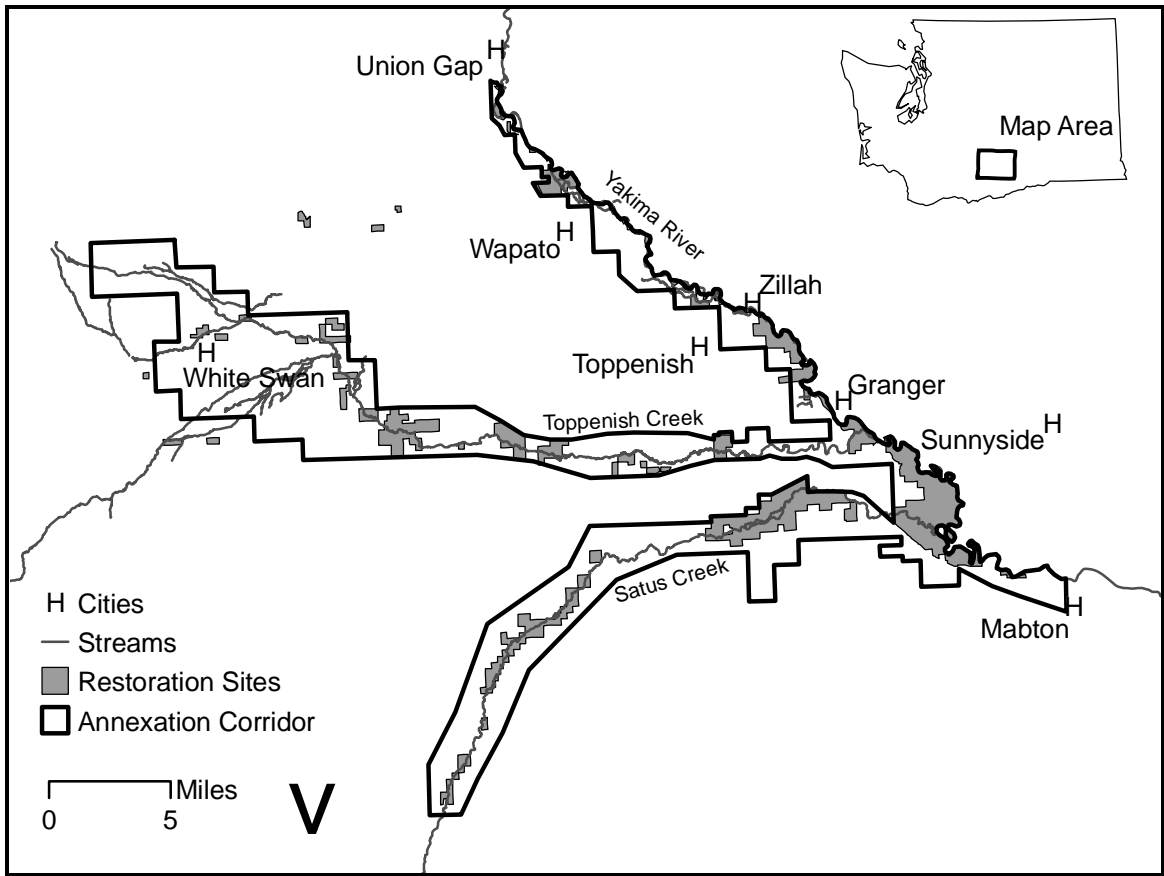 H
Union Gap
Map Area
Yakima River
H
Wapato
Zillah
H
H
Toppenish
H
White Swan
Granger
H
Toppenish Creek
H
Sunnyside
Satus Creek
H
Mabton
H Cities
Streams
Restoration Sites
Annexation Corridor
Miles
0 5
V